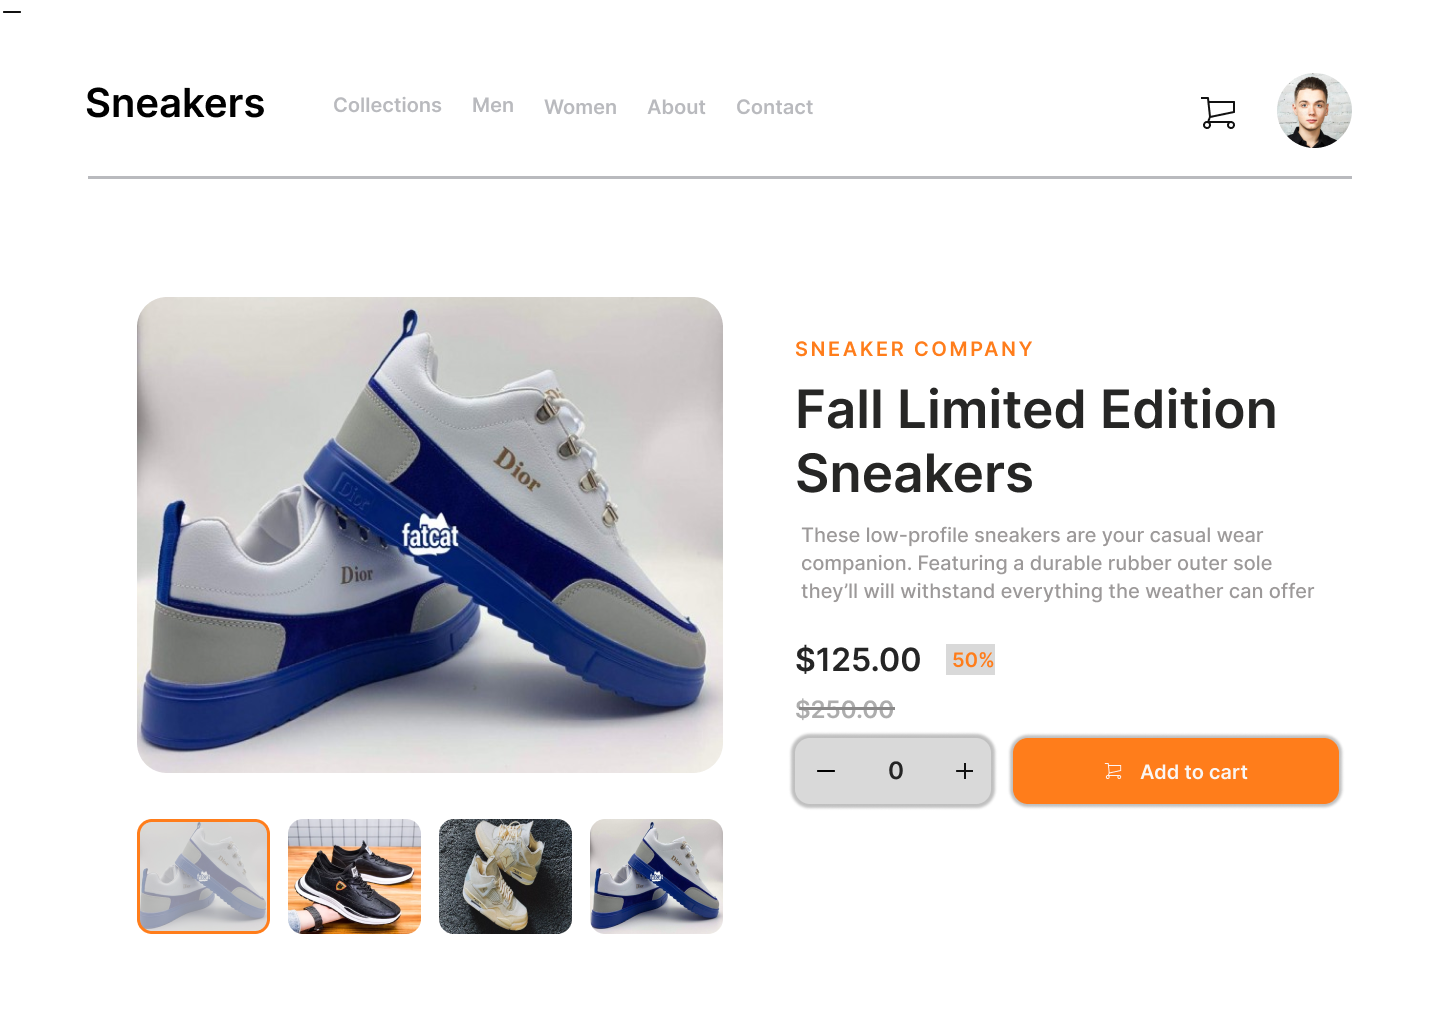 Sneakers
Collections
Men
Women
About
Contact
Dior
Dior
Dior
fatcat
SNEAKER COMPANY
Fall Limited Edition
Sneakers
These low-profile sneakers are your casual wear
companion. Featuring a durable rubber outer sole
they’ll will withstand everything the weather can offer
$125.00
50%
$250.00
0
Add to cart